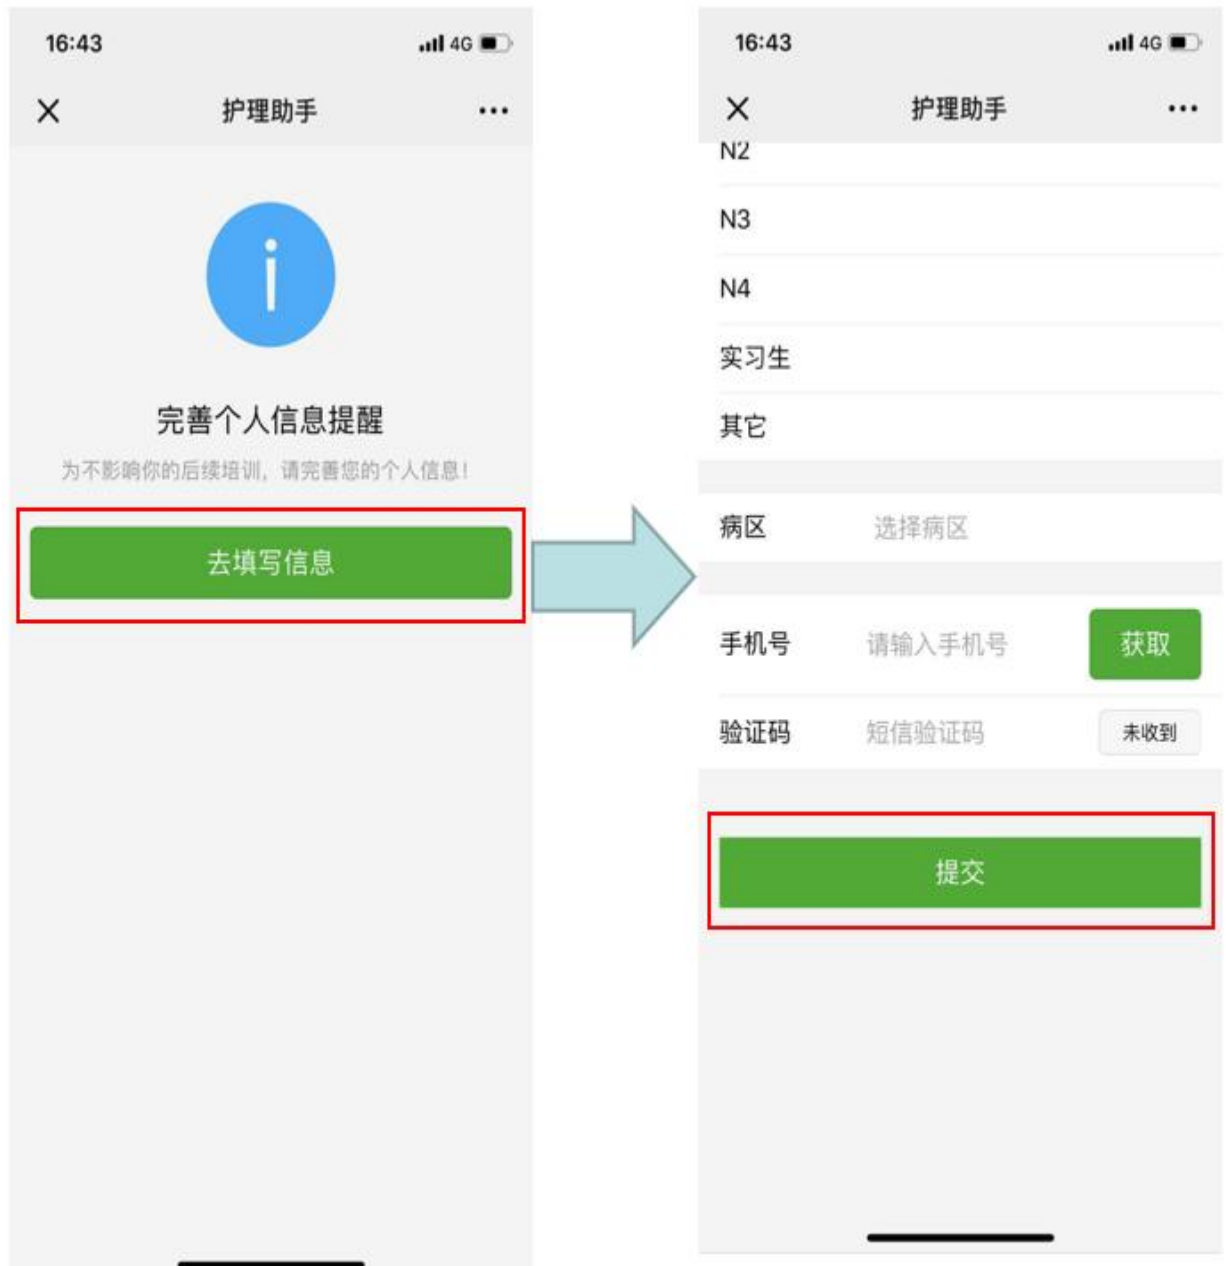 16:43
4G
护理助手
完善个人信息提醒
为不影响你的后续培训，请完善您的个人信息！
去填写信息
16:43
4G
护理助手
N2
N3
N4
实习生
其它
病区 选择病区
手机号 请输入手机号 获取
验证码 短信验证码 未收到
提交